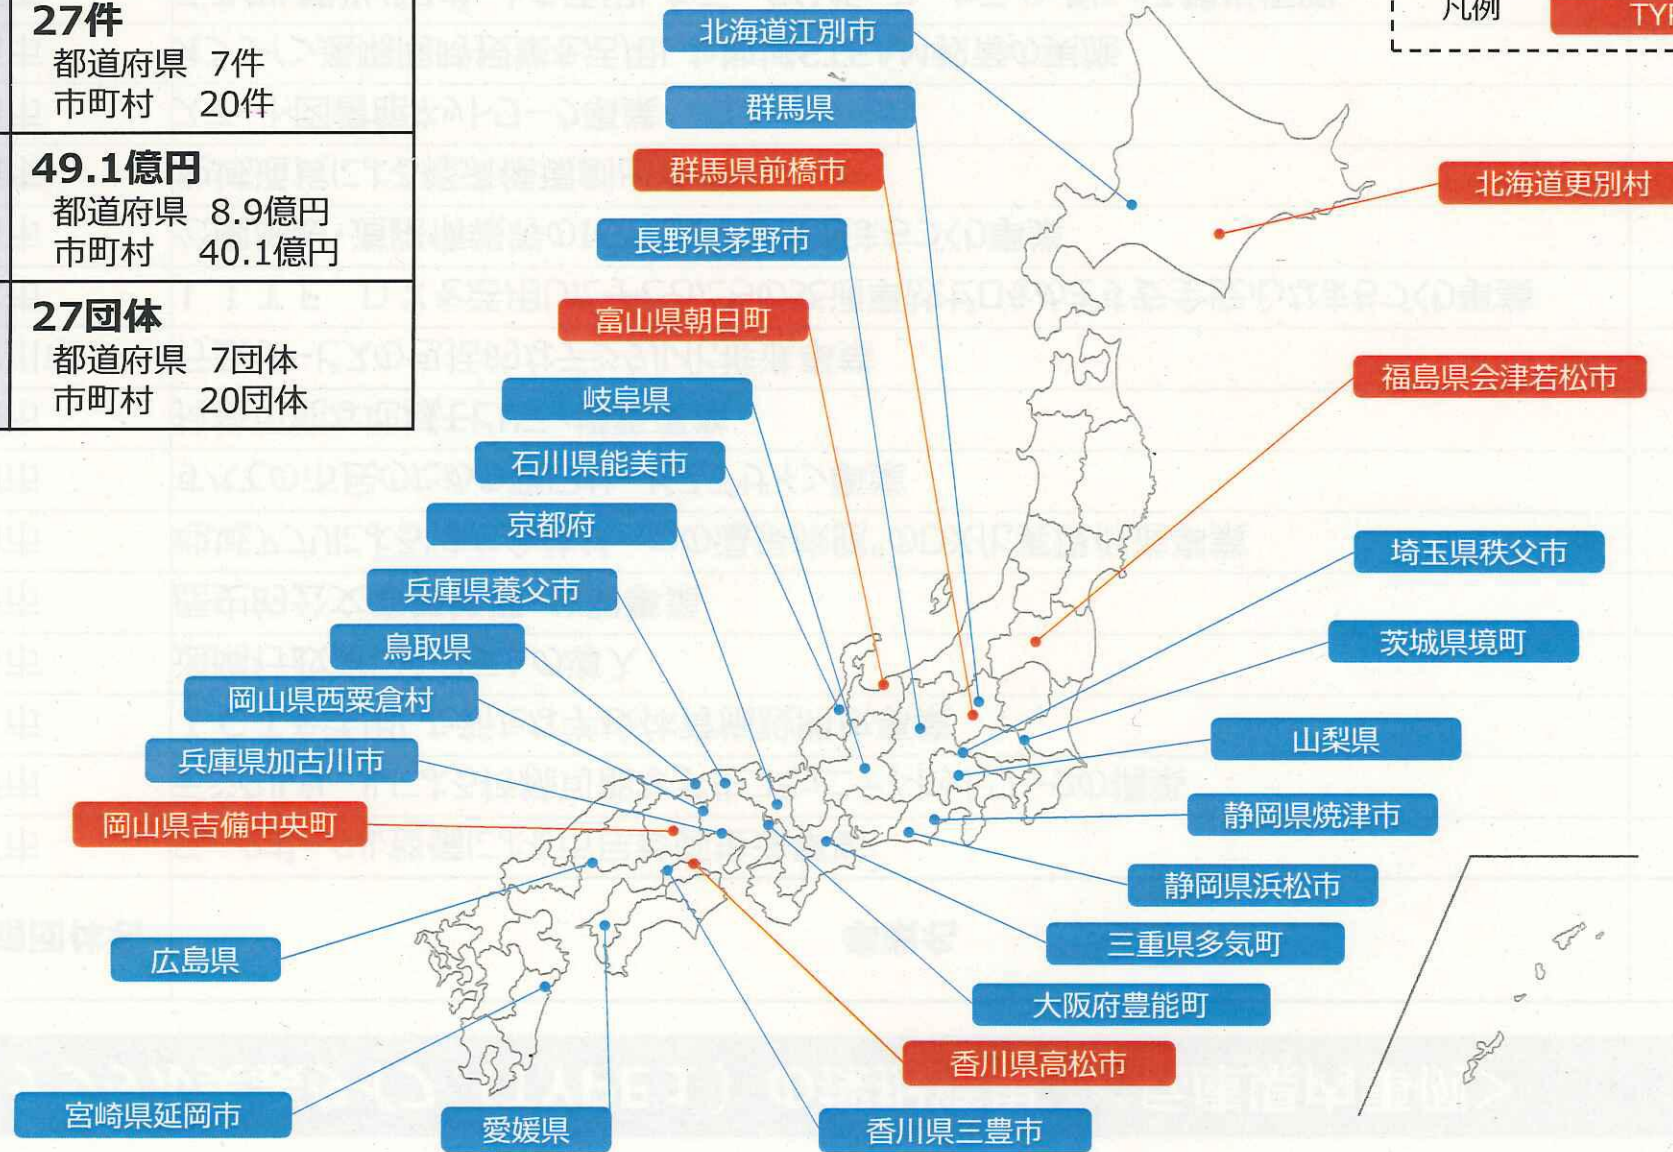 27件
都道府県 7件
市町村 20件
49.1億円
都道府県 8.9億円
市町村 40.1億円
27団体
都道府県 7団体
市町村 20団体
凡例
北海道江別市
群馬県
群馬県前橋市
長野県茅野市
富山県朝日町
岐阜県
石川県能美市
京都府
兵庫県養父市
鳥取県
岡山県西粟倉村
兵庫県加古川市
岡山県吉備中央町
広島県
宮崎県延岡市
愛媛県
北海道更別村
福島県会津若松市
埼玉県秩父市
茨城県境町
山梨県
静岡県焼津市
静岡県浜松市
三重県多気町
大阪府豊能町
香川県高松市
香川県三豊市